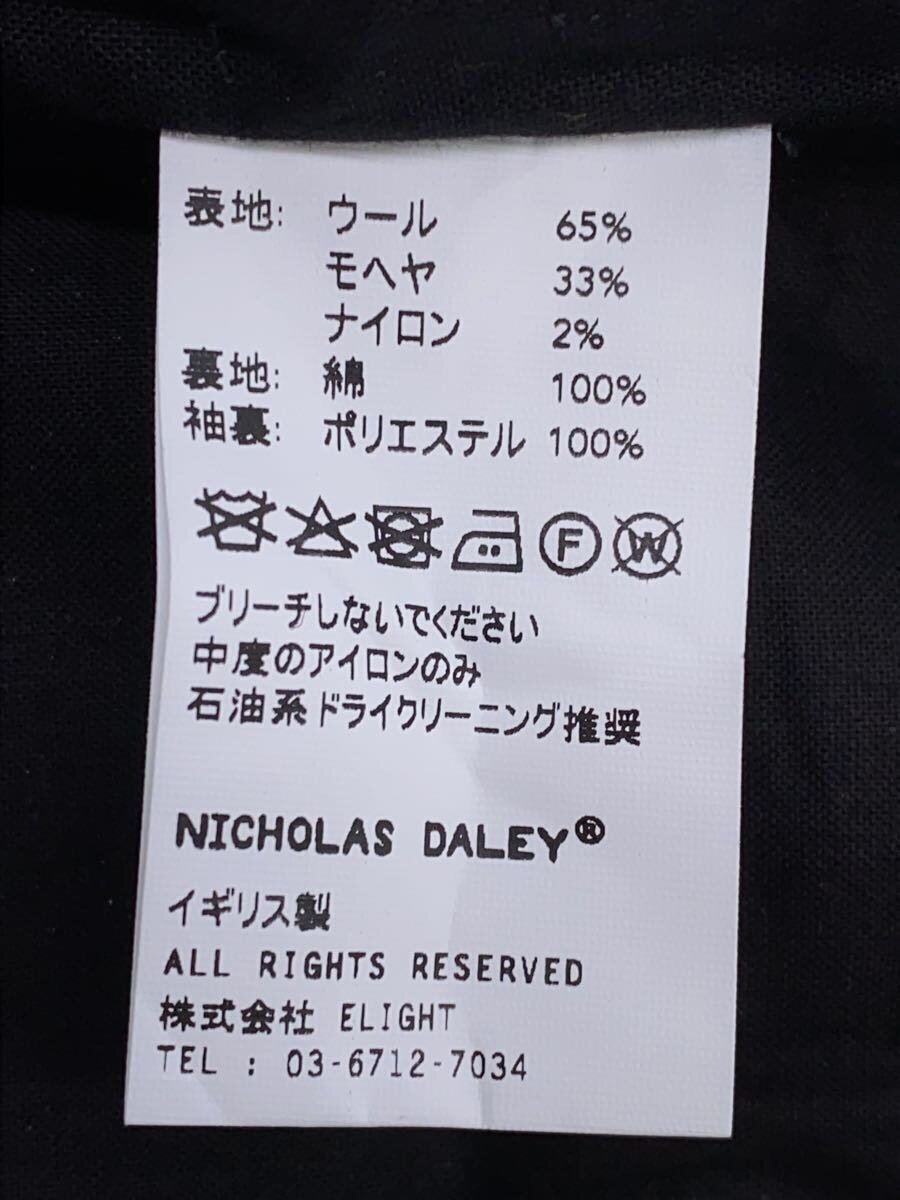 表地: ウール 65%
モヘヤ 33%
ナイロン 2%
裏地: 綿 100%
袖裏: ポリエステル 100%
F W
ブリーチしないでください
中度のアイロンのみ
石油系ドライクリーニング推奨
NICHOLAS DALEY®
イギリス製
ALL RIGHTS RESERVED
株式会社 ELIGHT
TEL : 03-6712-7034